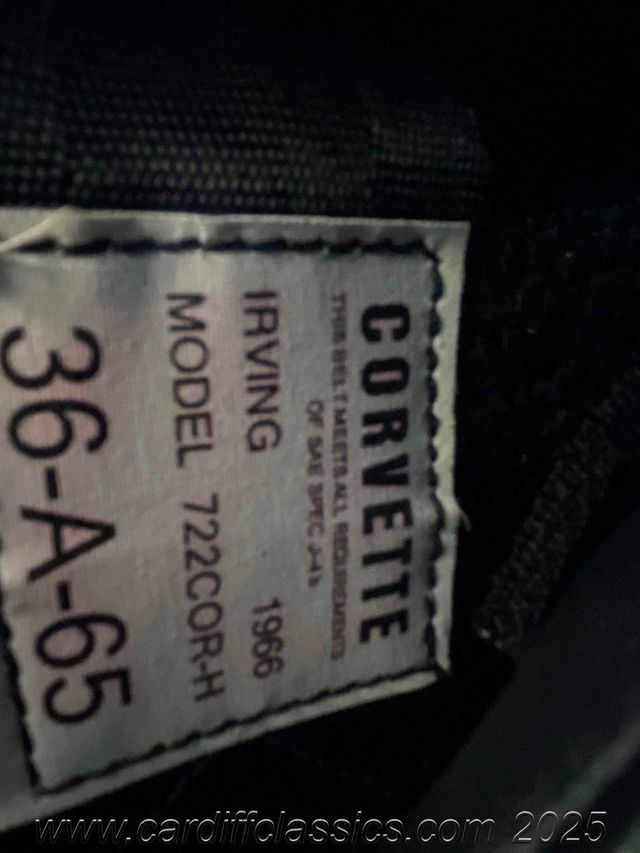 CORVETTE
THIS BELT MEETS ALL REQUIREMENTS
OF SAE SPEC J-4
IRVING 1966
MODEL 722COR-H
36-A-65
www.cardiffclassics.com 2025